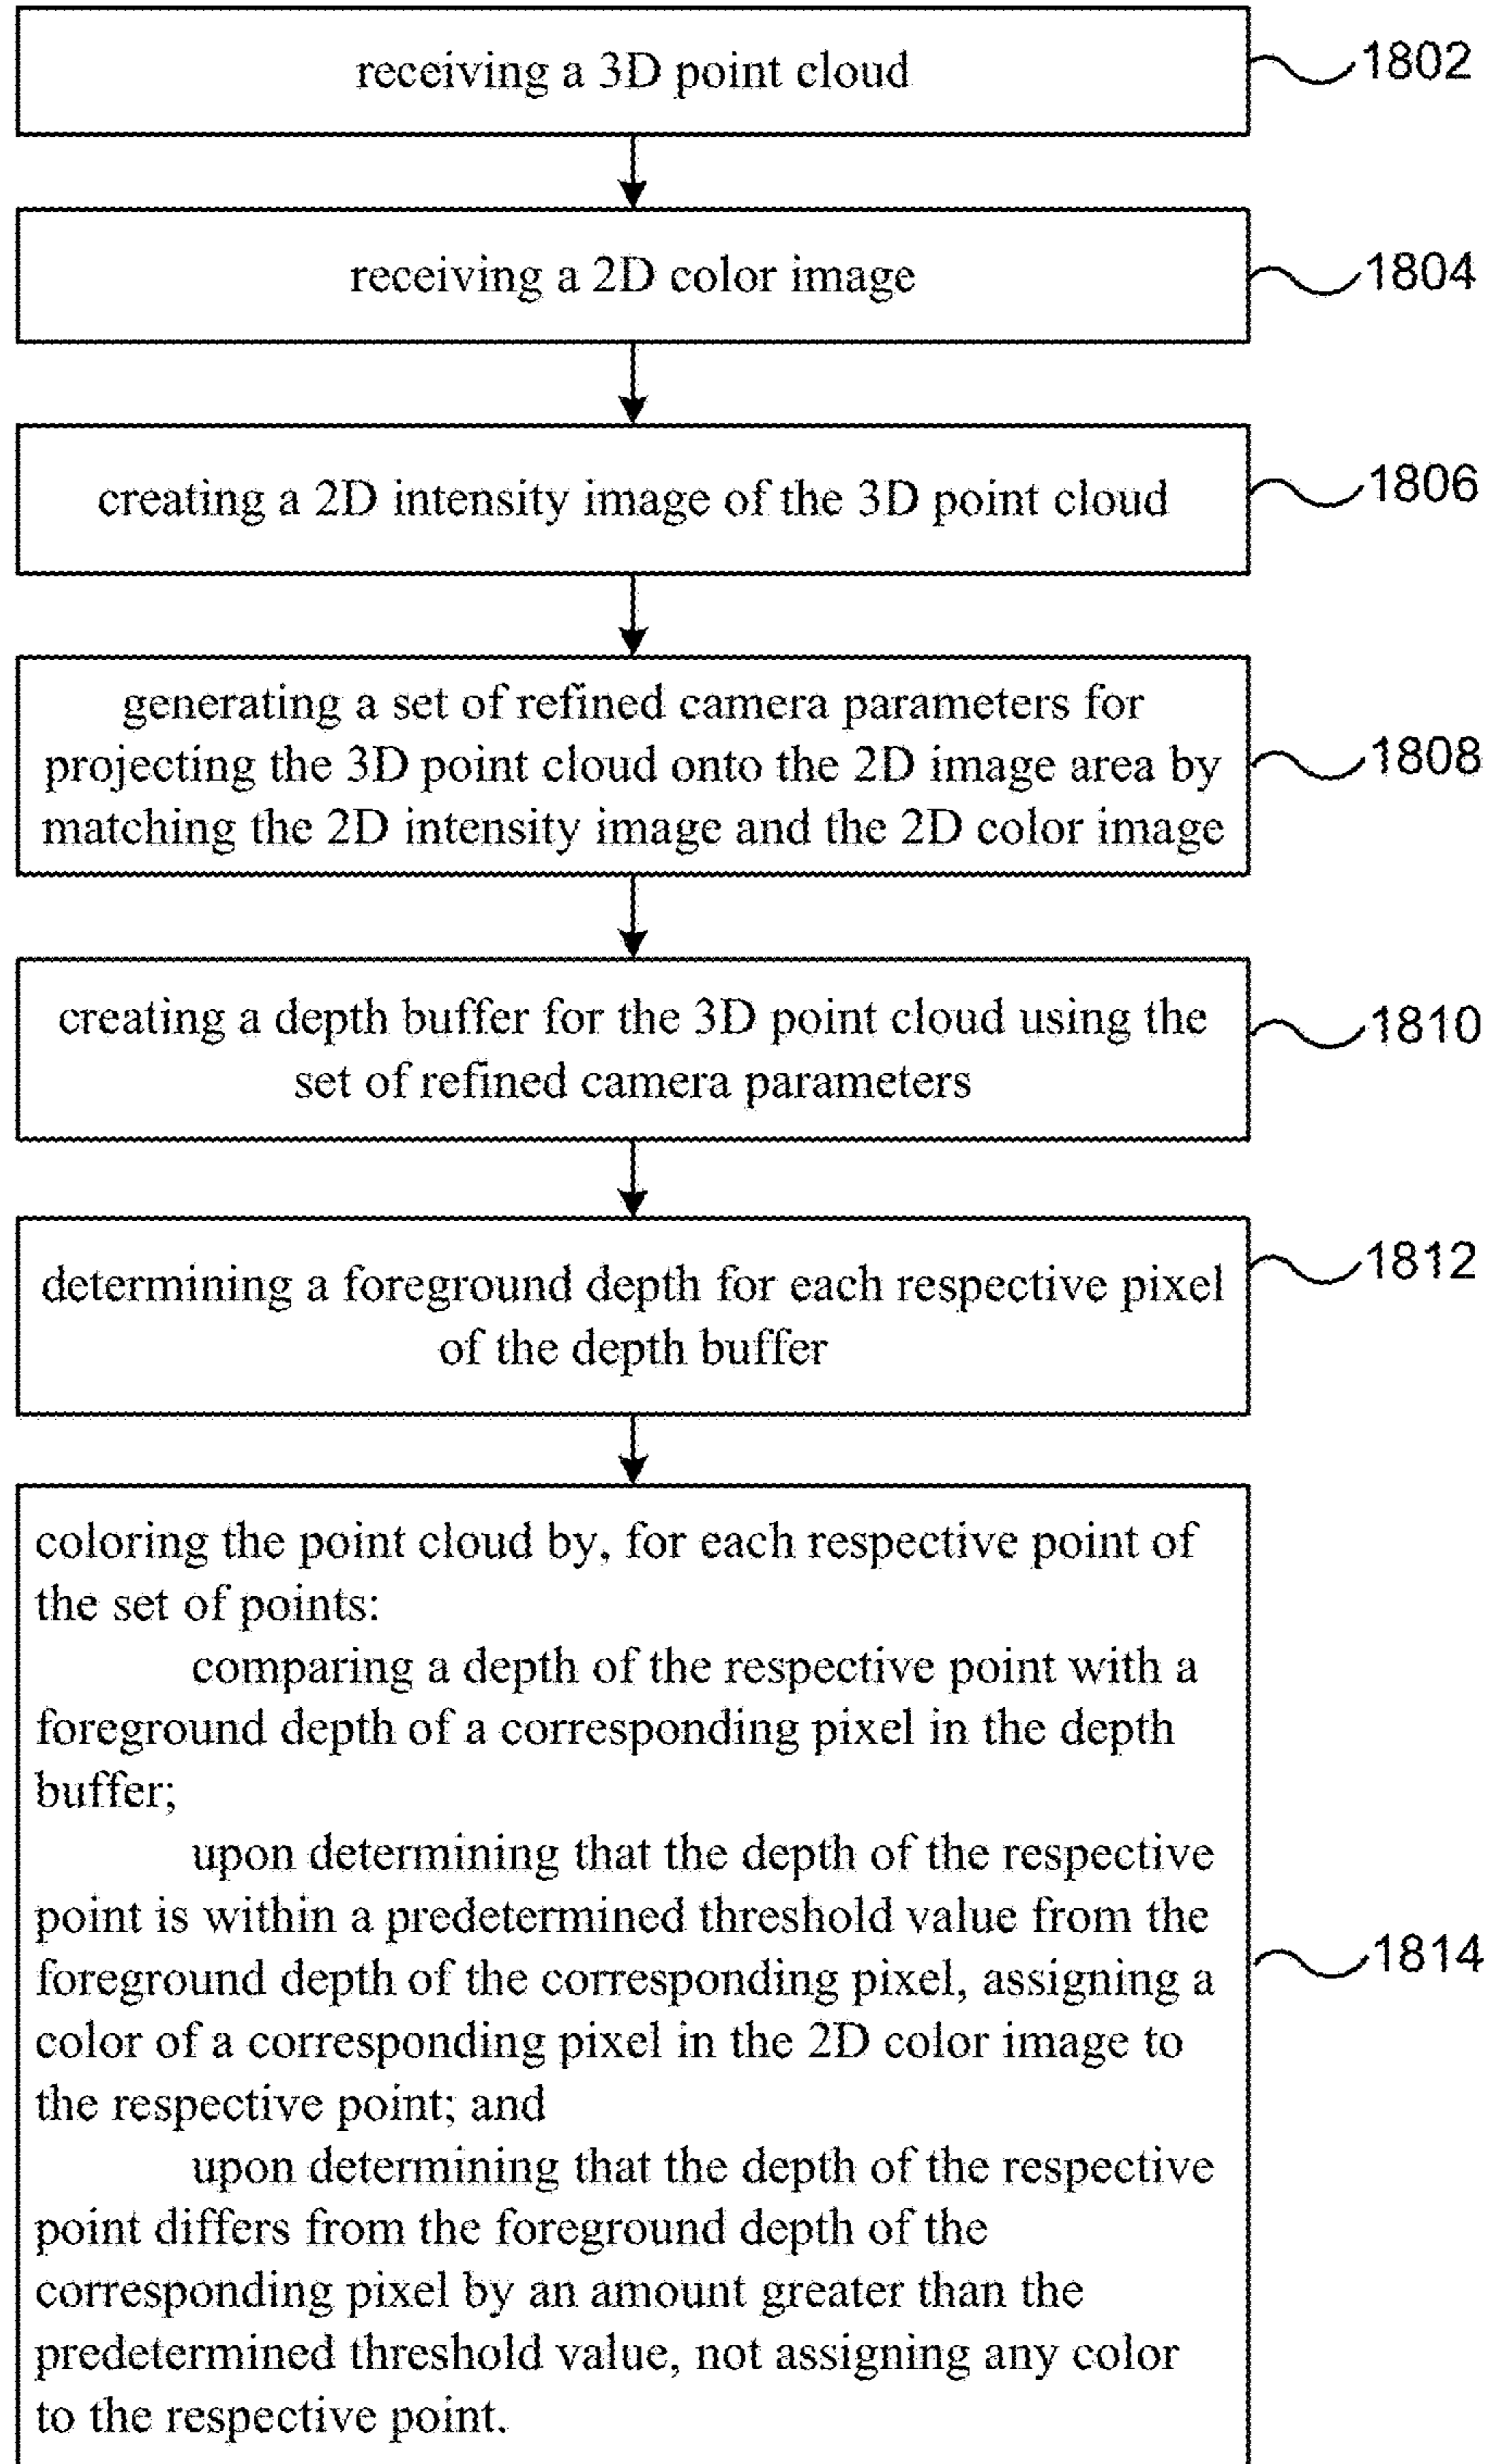 receiving a 3D point cloud
1802
receiving a 2D color image
1804
creating a 2D intensity image of the 3D point cloud
1806
generating a set of refined camera parameters for
projecting the 3D point cloud onto the 2D image area by
matching the 2D intensity image and the 2D color image
1808
creating a depth buffer for the 3D point cloud using the
set of refined camera parameters
1810
determining a foreground depth for each respective pixel
of the depth buffer
1812
coloring the point cloud by, for each respective point of
the set of points:
comparing a depth of the respective point with a
foreground depth of a corresponding pixel in the depth
buffer;
upon determining that the depth of the respective
point is within a predetermined threshold value from the
foreground depth of the corresponding pixel, assigning a
color of a corresponding pixel in the 2D color image to
the respective point; and
upon determining that the depth of the respective
point differs from the foreground depth of the
corresponding pixel by an amount greater than the
predetermined threshold value, not assigning any color
to the respective point.
1814